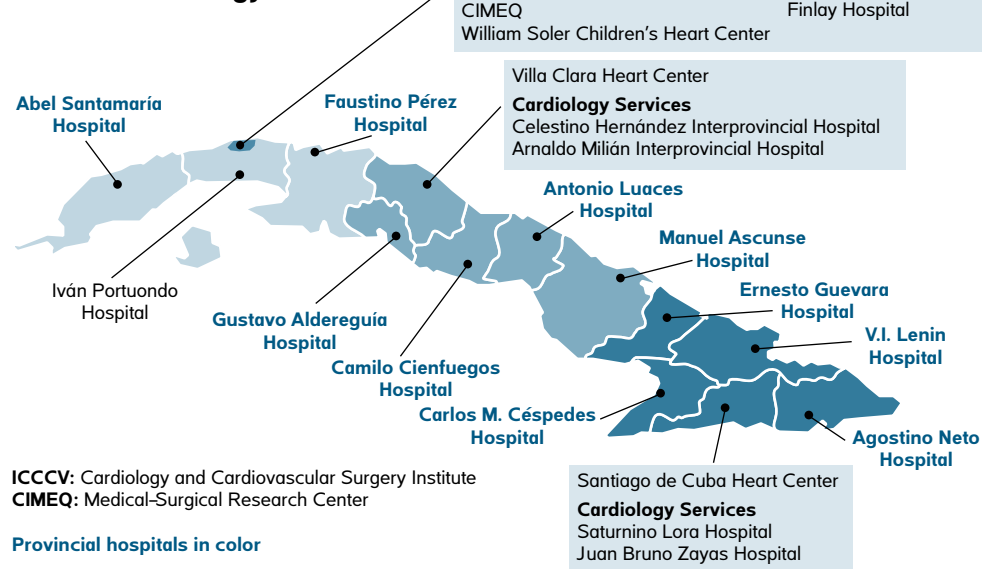 CIMEQ
Finlay Hospital
William Soler Children's Heart Center
Villa Clara Heart Center
Cardiology Services
Celestino Hernández Interprovincial Hospital
Arnaldo Milián Interprovincial Hospital
Abel Santamaría
Hospital
Faustino Pérez
Hospital
Antonio Luaces
Hospital
Manuel Ascunse
Hospital
Ernesto Guevara
Hospital
V.I. Lenin
Hospital
Iván Portuondo
Hospital
Gustavo Aldereguía
Hospital
Camilo Cienfuegos
Hospital
Carlos M. Céspedes
Hospital
Agostino Neto
Hospital
Santiago de Cuba Heart Center
Cardiology Services
Saturnino Lora Hospital
Juan Bruno Zayas Hospital
ICCCV: Cardiology and Cardiovascular Surgery Institute
CIMEQ: Medical–Surgical Research Center
Provincial hospitals in color